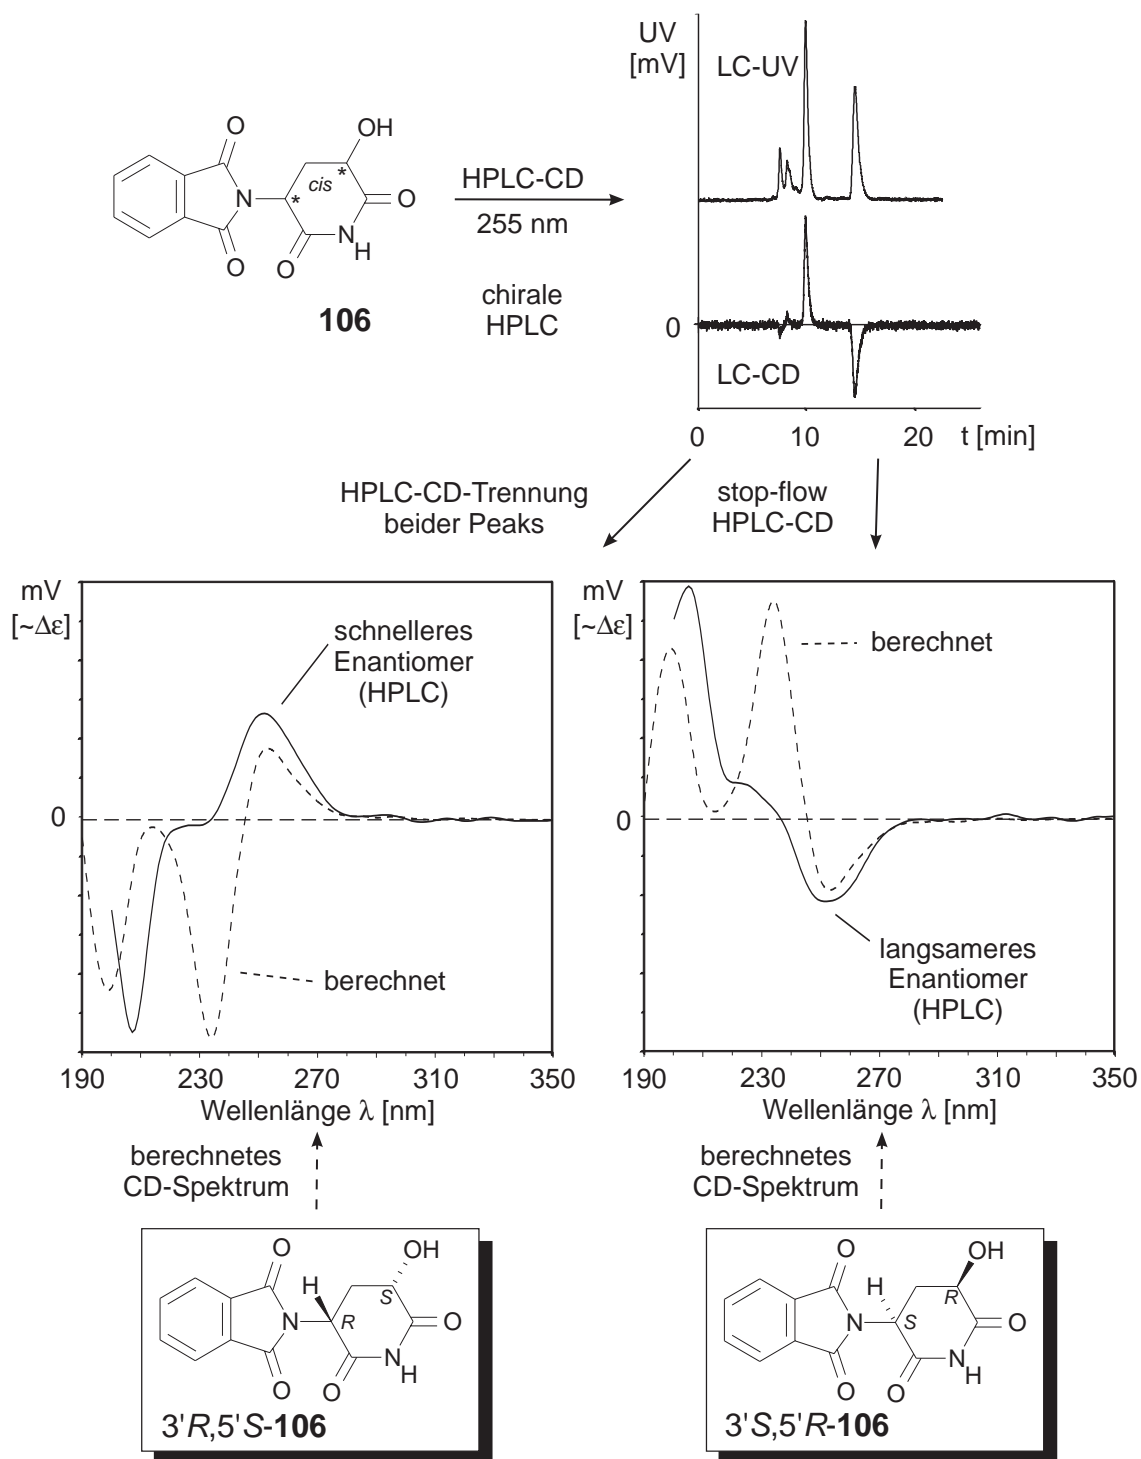 UV
[mV]
LC-UV
O
OH
cis
*
*
N
O
O
O
N
H
106
HPLC-CD
255 nm
chirale
HPLC
0
LC-CD
0
10
20
t [min]
HPLC-CD-Trennung
beider Peaks
stop-flow
HPLC-CD
mV
[~Δε]
schnelleres
Enantiomer
(HPLC)
0
berechnet
190
230
270
310
350
Wellenlänge λ [nm]
mV
[~Δε]
berechnet
0
langsameres
Enantiomer
(HPLC)
190
230
270
310
350
Wellenlänge λ [nm]
berechnetes
CD-Spektrum
berechnetes
CD-Spektrum
O
OH
H
S
N
R
O
O
O
N
H
3'R,5'S-106
O
OH
H
R
N
S
O
O
O
N
H
3'S,5'R-106